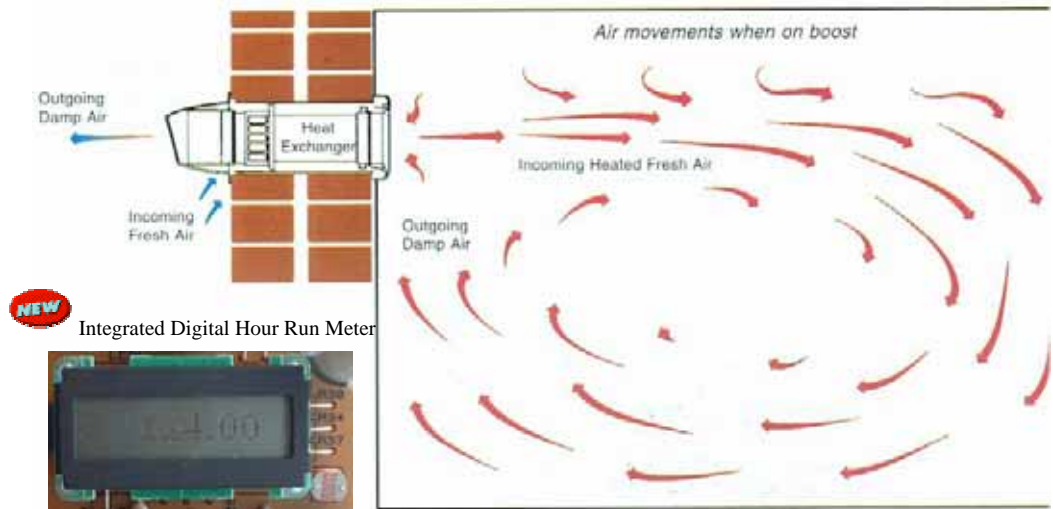 Air movements when on boost
Outgoing
Damp Air
Heat
Exchanger
Incoming Heated Fresh Air
Incoming
Fresh Air
Outgoing
Damp Air
NEW
Integrated Digital Hour Run Meter